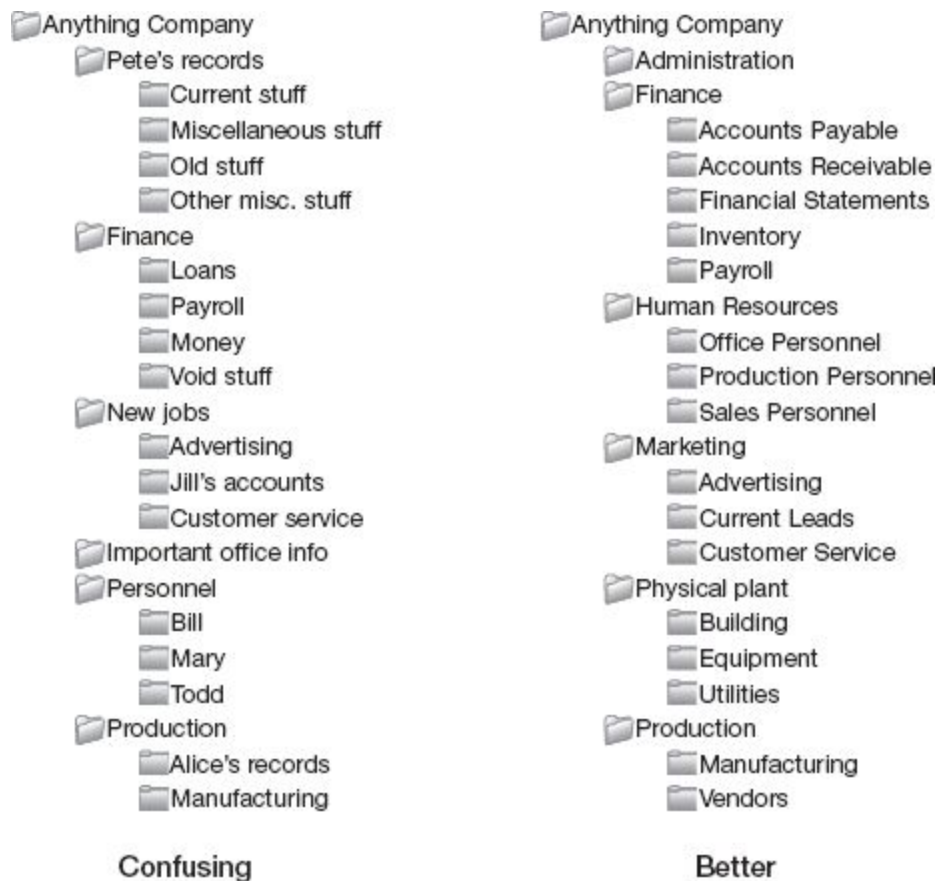 Anything Company
Pete's records
Current stuff
Miscellaneous stuff
Old stuff
Other misc. stuff
Finance
Loans
Payroll
Money
Void stuff
New jobs
Advertising
Jill's accounts
Customer service
Important office info
Personnel
Bill
Mary
Todd
Production
Alice's records
Manufacturing
Confusing
Anything Company
Administration
Finance
Accounts Payable
Accounts Receivable
Financial Statements
Inventory
Payroll
Human Resources
Office Personnel
Production Personnel
Sales Personnel
Marketing
Advertising
Current Leads
Customer Service
Physical plant
Building
Equipment
Utilities
Production
Manufacturing
Vendors
Better